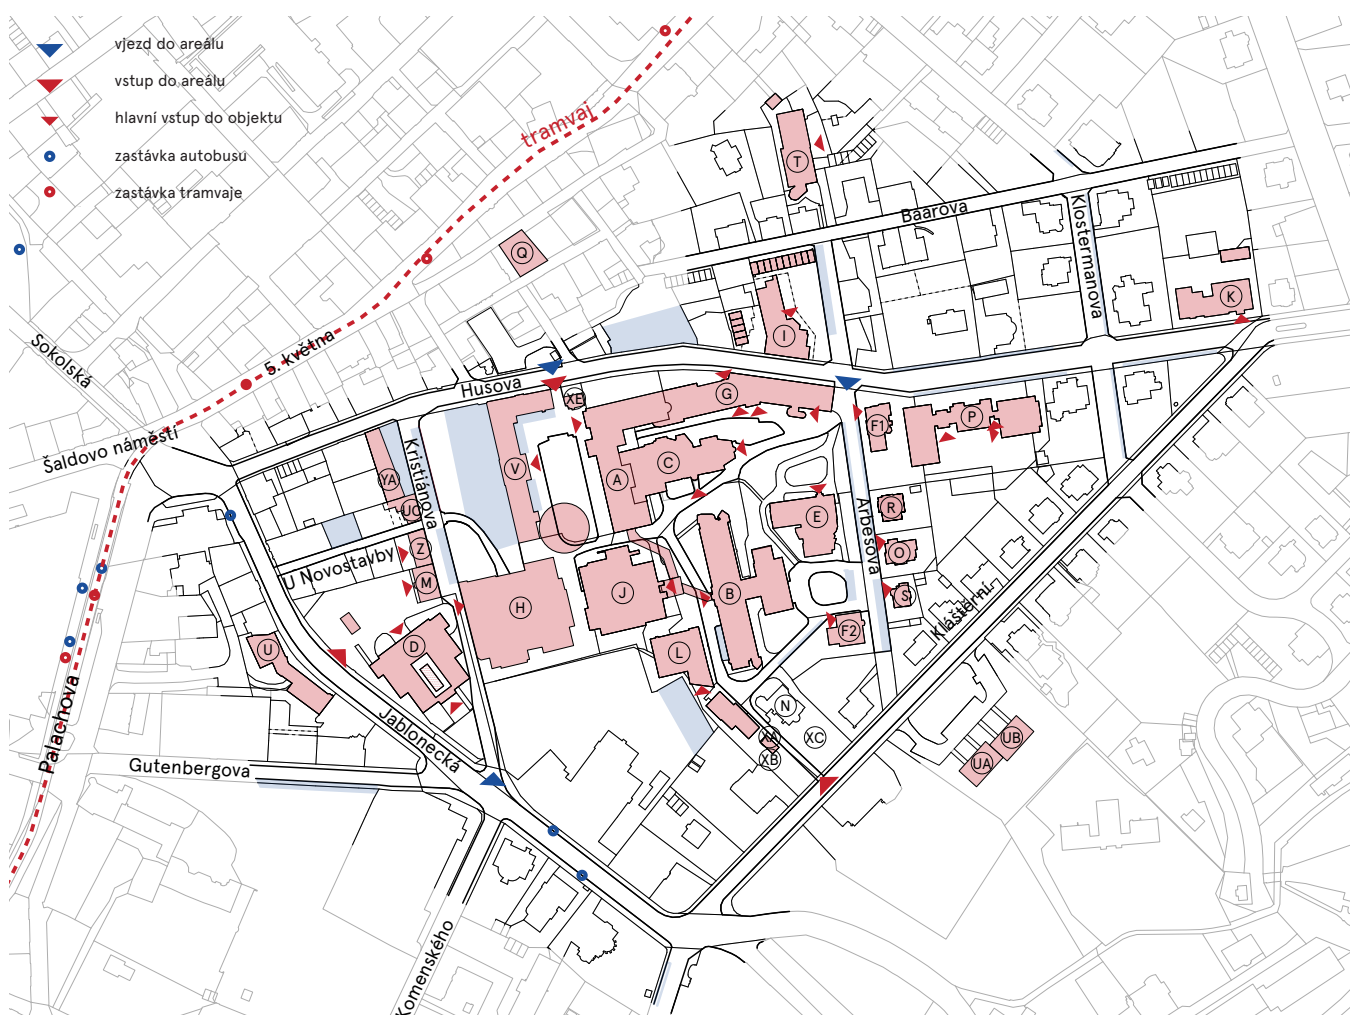 vjezd do areálu
vstup do areálu
hlavní vstup do objektu
zastávka autobusu
zastávka tramvaje
tramvaj
T
Baarova
Klostermanova
Q
K
I
Sokolská
5. května
Husova
XE
G
F1
P
Šaldovo náměstí
Kristiánova
V
C
A
YA
UC
E
R
Arbesova
Z
O
U Novostavby
M
H
J
B
S
Klášterní
F2
D
U
L
N
Palachova
Jablonecká
XA
XC
XB
UB
UA
Gutenbergova
Komenského